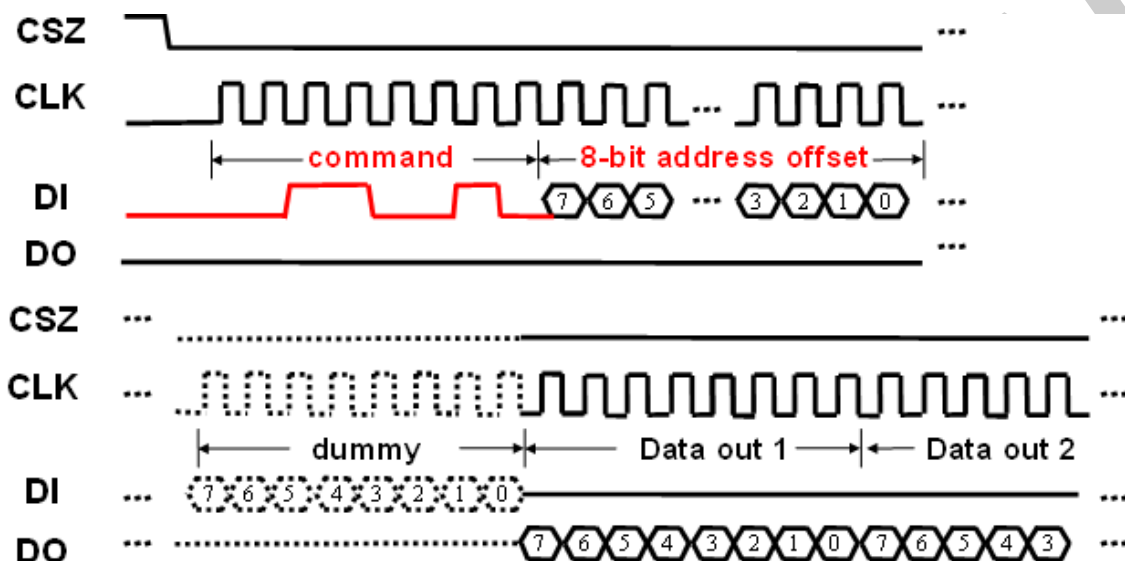 CSZ ...
CLK ... ...
command 8-bit address offset
DI 7 6 5 ... 3 2 1 0 ...
DO ...
CSZ ... ...
CLK ... ...
dummy Data out 1 Data out 2
DI ... 7 6 5 4 3 2 1 0 ...
DO ... 7 6 5 4 3 2 1 0 7 6 5 4 3 ...